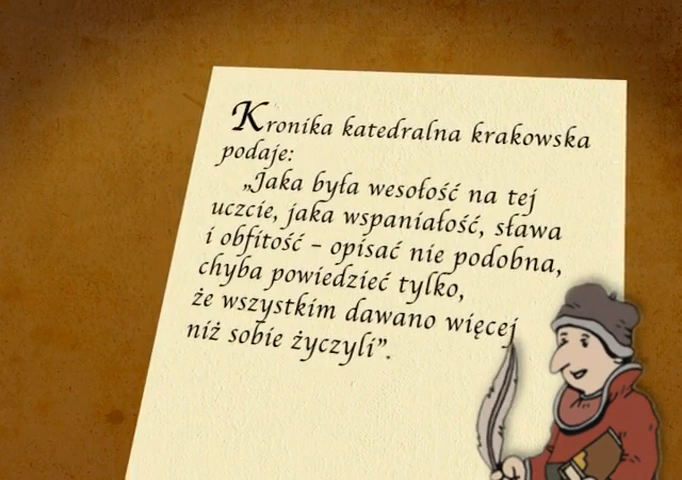 Kronika katedralna krakowska
podaje:
„Jaka była wesołość na tej
uczcie, jaka wspaniałość, sława
i obfitość – opisać nie podobna,
chyba powiedzieć tylko,
że wszystkim dawano więcej
niż sobie życzyli”.